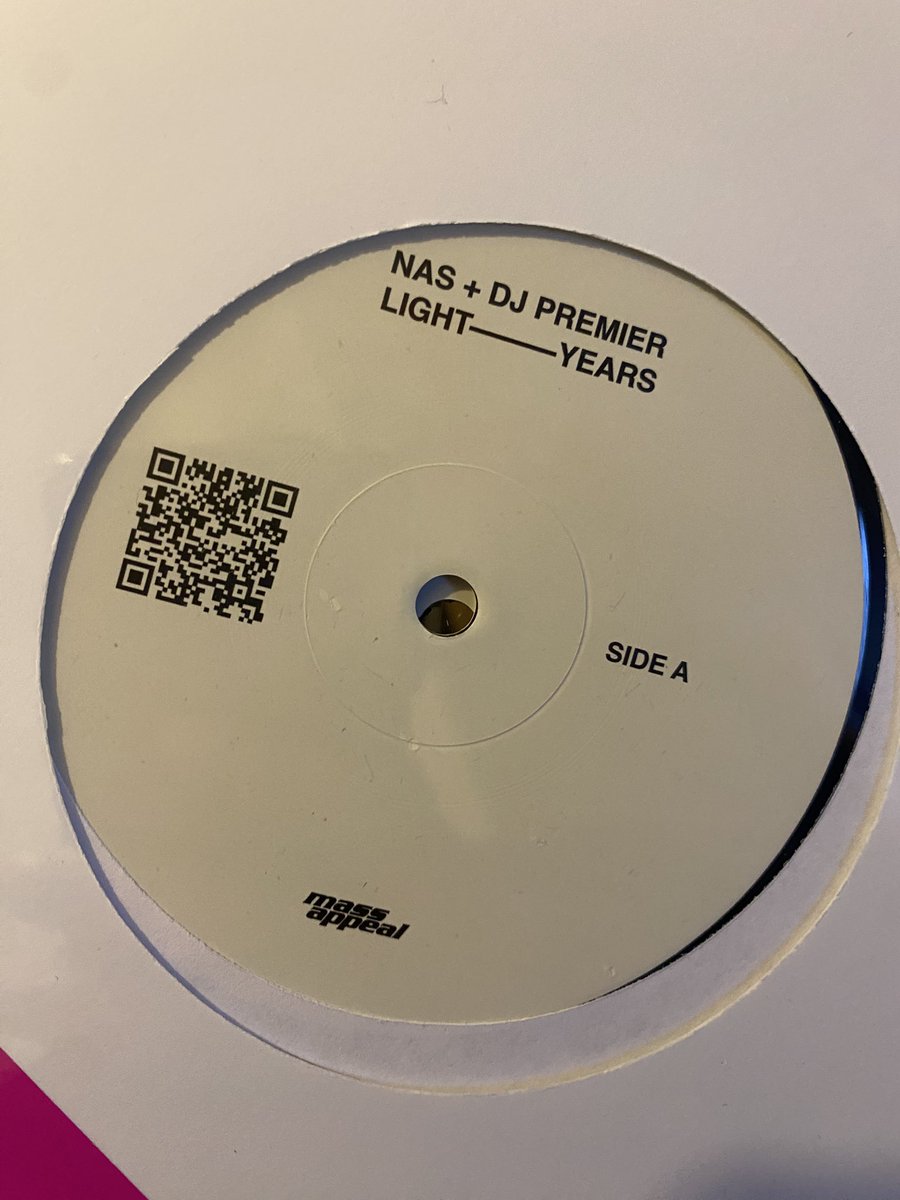 NAS + DJ PREMIER
LIGHT———YEARS
SIDE A
mass
appeal